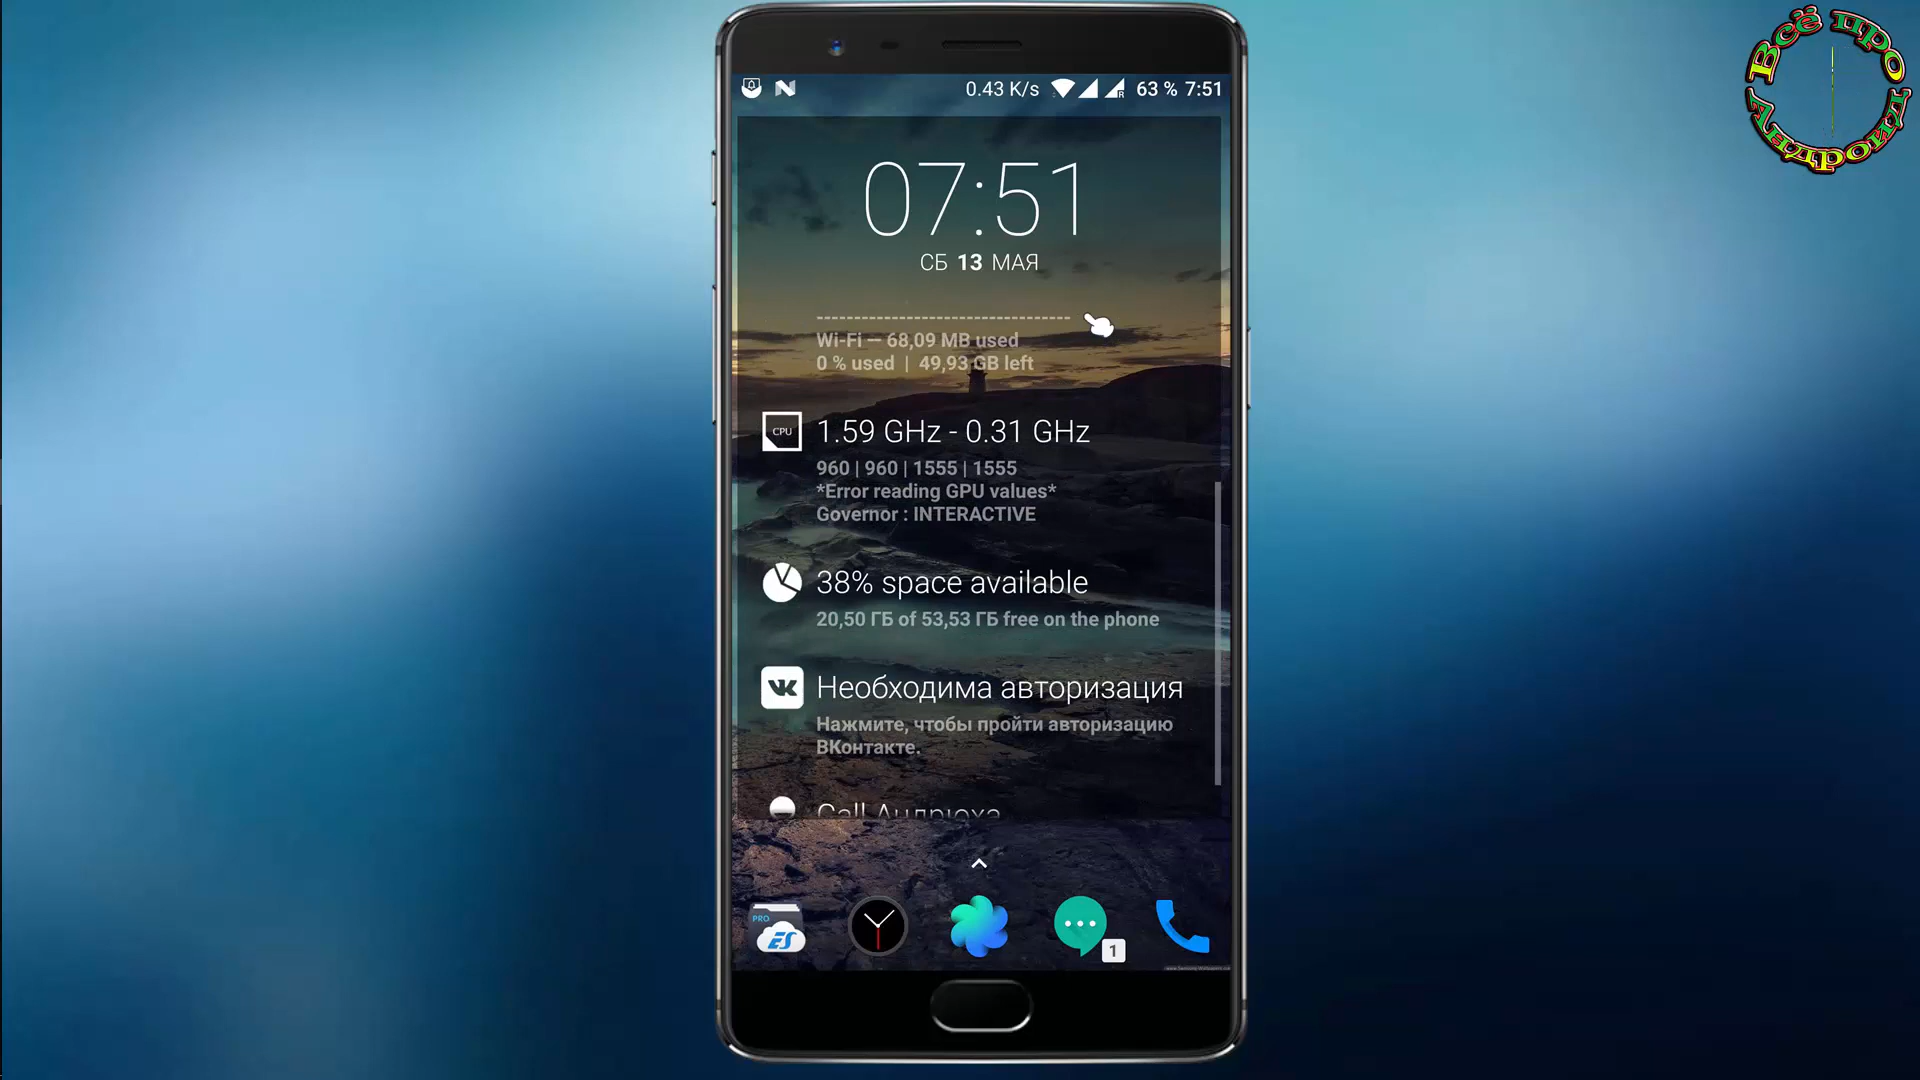 Всё про Андроид
0.43 K/s 63 % 7:51
07:51
СБ 13 МАЯ
----------------------------------
Wi-Fi — 68,09 MB used
0 % used | 49,93 GB left
CPU 1.59 GHz - 0.31 GHz
960 | 960 | 1555 | 1555
*Error reading GPU values*
Governor : INTERACTIVE
38% space available
20,50 ГБ of 53,53 ГБ free on the phone
Необходима авторизация
Нажмите, чтобы пройти авторизацию
ВКонтакте.
Call Андрюха
PRO
ES
1